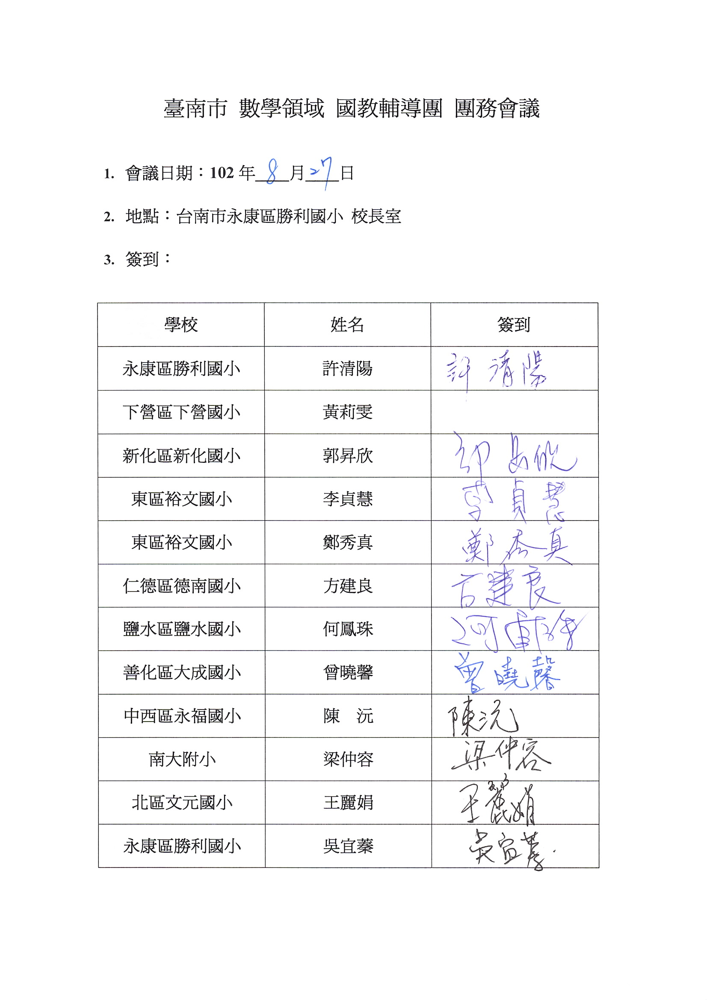 臺南市 數學領域 國教輔導團 團務會議
1. 會議日期：102 年 8 月 27 日
2. 地點：台南市永康區勝利國小 校長室
3. 簽到：
學校 姓名 簽到
永康區勝利國小 許清陽 許清陽
下營區下營國小 黃莉雯
新化區新化國小 郭昇欣 郭昇欣
東區裕文國小 李貞慧 李貞慧
東區裕文國小 鄭秀真 鄭秀真
仁德區德南國小 方建良 方建良
鹽水區鹽水國小 何鳳珠 何鳳珠
善化區大成國小 曾曉馨 曾曉馨
中西區永福國小 陳　沅 陳沅
南大附小 梁仲容 梁仲容
北區文元國小 王麗娟 王麗娟
永康區勝利國小 吳宜蓁 吳宜蓁